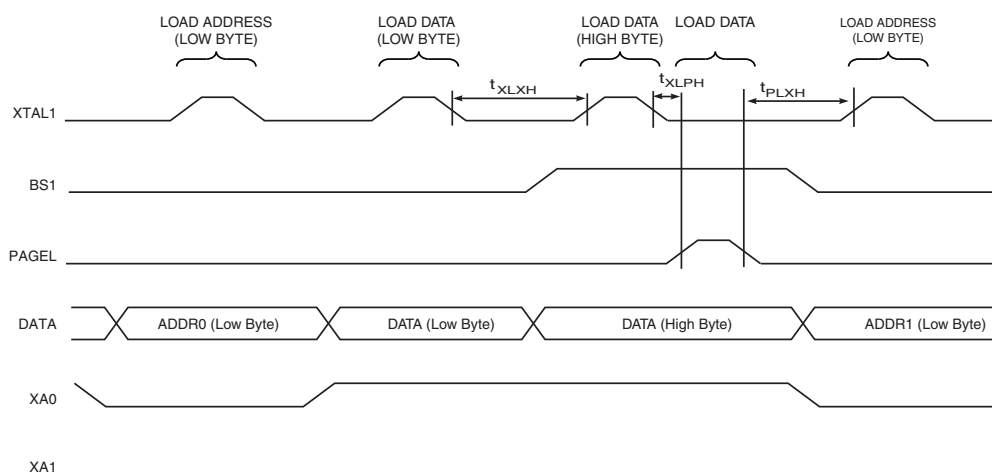 LOAD ADDRESS
(LOW BYTE)
LOAD DATA
(LOW BYTE)
LOAD DATA
(HIGH BYTE)
LOAD DATA
LOAD ADDRESS
(LOW BYTE)
XTAL1
tXLXH
tXLPH
tPLXH
BS1
PAGEL
DATA
ADDR0 (Low Byte)
DATA (Low Byte)
DATA (High Byte)
ADDR1 (Low Byte)
XA0
XA1